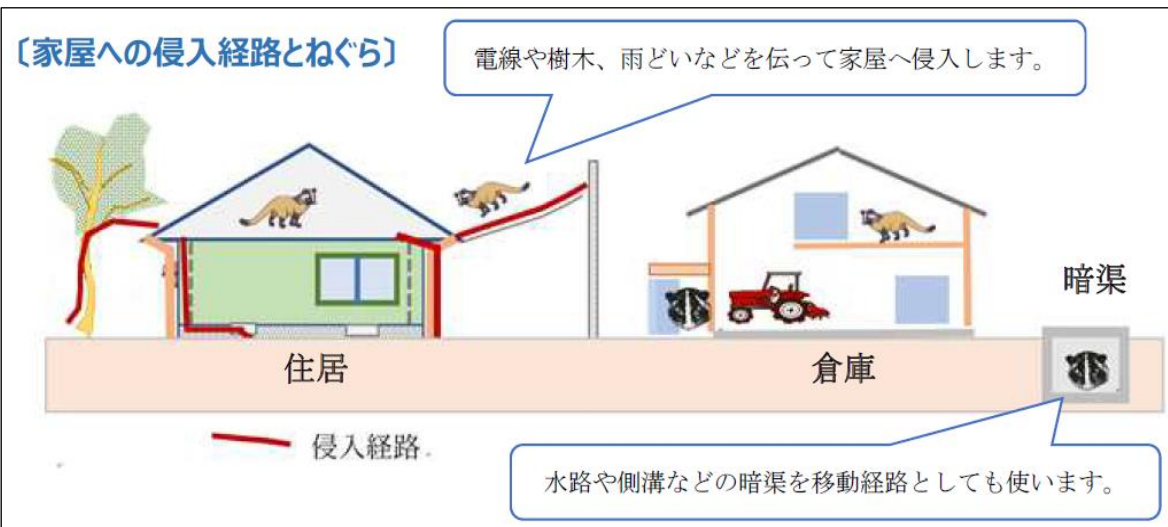 〔家屋への侵入経路とねぐら〕
電線や樹木、雨どいなどを伝って家屋へ侵入します。
暗渠
住居
倉庫
侵入経路
水路や側溝などの暗渠を移動経路としても使います。